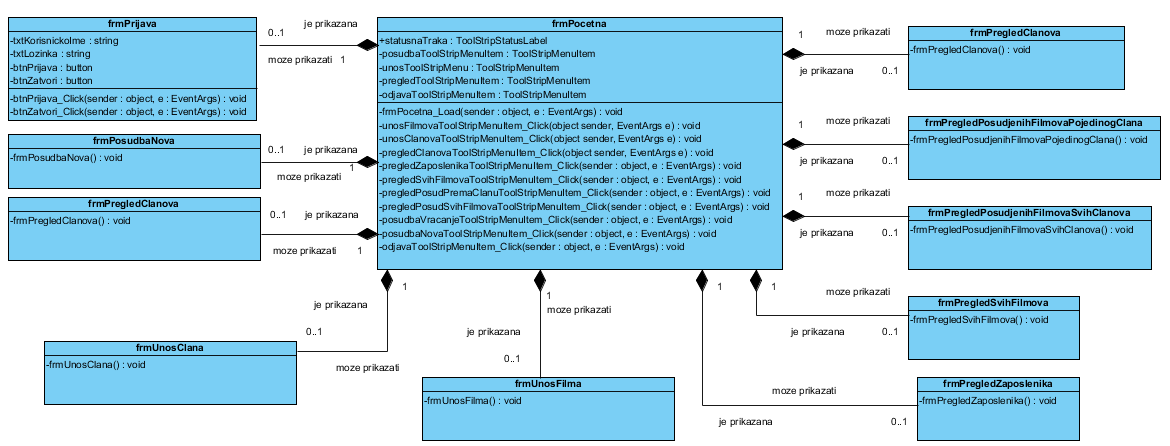 frmPrijava
-txtKorisnickoIme : string
-txtLozinka : string
-btnPrijava : button
-btnZatvori : button
-btnPrijava_Click(sender : object, e : EventArgs) : void
-btnZatvori_Click(sender : object, e : EventArgs) : void
je prikazana
0..1
moze prikazati
1
frmPosudbaNova
-frmPosudbaNova() : void
0..1
je prikazana
moze prikazati
1
frmPregledClanova
-frmPregledClanova() : void
0..1
je prikazana
moze prikazati
1
frmPocetna
+statusnaTraka : ToolStripStatusLabel
-posudbaToolStripMenuItem : ToolStripMenuItem
-unosToolStripMenu : ToolStripMenuItem
-pregledToolStripMenuItem : ToolStripMenuItem
-odjavaToolStripMenuItem : ToolStripMenuItem
-frmPocetna_Load(sender : object, e : EventArgs) : void
-unosFilmovaToolStripMenuItem_Click(object sender, EventArgs e) : void
-unosClanovaToolStripMenuItem_Click(object sender, EventArgs e) : void
-pregledClanovaToolStripMenuItem_Click(object sender, EventArgs e) : void
-pregledZaposlenikaToolStripMenuItem_Click(sender : object, e : EventArgs) : void
-pregledSvihFilmovaToolStripMenuItem_Click(sender : object, e : EventArgs) : void
-pregledPosudPremaClanuToolStripMenuItem_Click(sender : object, e : EventArgs) : void
-pregledPosudSvihFilmovaToolStripMenuItem_Click(sender : object, e : EventArgs) : void
-posudbaVracanjeToolStripMenuItem_Click(sender : object, e : EventArgs) : void
-posudbaNovaToolStripMenuItem_Click(sender : object, e : EventArgs) : void
-odjavaToolStripMenuItem_Click(sender : object, e : EventArgs) : void
1
moze prikazati
je prikazana
0..1
frmPregledClanova
-frmPregledClanova() : void
1
moze prikazati
je prikazana
0..1
frmPregledPosudjenihFilmovaPojedinogClana
-frmPregledPosudjenihFilmovaPojedinogClana() : void
1
moze prikazati
je prikazana
0..1
frmPregledPosudjenihFilmovaSvihClanova
-frmPregledPosudjenihFilmovaSvihClanova() : void
1
je prikazana
0..1
moze prikazati
frmUnosClana
-frmUnosClana() : void
1
moze prikazati
je prikazana
0..1
frmUnosFilma
-frmUnosFilma() : void
1
moze prikazati
je prikazana
0..1
frmPregledSvihFilmova
-frmPregledSvihFilmova() : void
1
moze prikazati
je prikazana
0..1
frmPregledZaposlenika
-frmPregledZaposlenika() : void